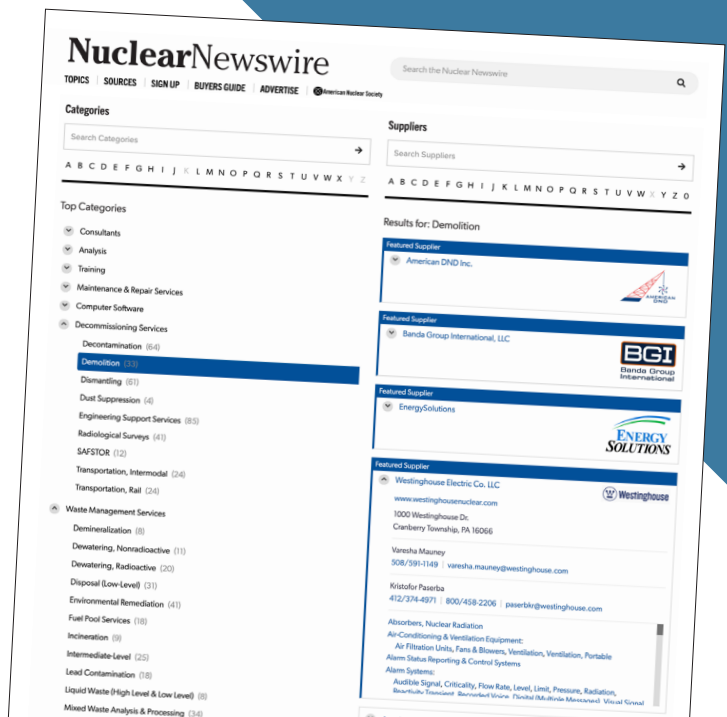 NuclearNewswire
Search the Nuclear Newswire
TOPICS | SOURCES | SIGN UP | BUYERS GUIDE | ADVERTISE | American Nuclear Society
Categories
Search Categories
A B C D E F G H I J K L M N O P Q R S T U V W X Y Z
Top Categories
Consultants
Analysis
Training
Maintenance & Repair Services
Computer Software
Decommissioning Services
Decontamination (64)
Demolition (33)
Dismantling (61)
Dust Suppression (4)
Engineering Support Services (85)
Radiological Surveys (41)
SAFSTOR (12)
Transportation, Intermodal (24)
Transportation, Rail (24)
Waste Management Services
Demineralization (8)
Dewatering, Nonradioactive (11)
Dewatering, Radioactive (20)
Disposal (Low-Level) (31)
Environmental Remediation (41)
Fuel Pool Services (18)
Incineration (9)
Intermediate-Level (25)
Lead Contamination (18)
Liquid Waste (High Level & Low Level) (8)
Mixed Waste Analysis & Processing (34)
Suppliers
Search Suppliers
A B C D E F G H I J K L M N O P Q R S T U V W X Y Z 0
Results for: Demolition
Featured Supplier
American DND Inc.
AMERICAN
DND
Featured Supplier
Banda Group International, LLC
BGI
Banda Group
International
Featured Supplier
EnergySolutions
ENERGY
SOLUTIONS
Featured Supplier
Westinghouse Electric Co. LLC
Westinghouse
www.westinghousenuclear.com
1000 Westinghouse Dr.
Cranberry Township, PA 16066
Varesha Mauney
508/591-1149 | varesha.mauney@westinghouse.com
Kristofor Paserba
412/374-4971 | 800/458-2206 | paserbkr@westinghouse.com
Absorbers, Nuclear Radiation
Air-Conditioning & Ventilation Equipment:
Air Filtration Units, Fans & Blowers, Ventilation, Ventilation, Portable
Alarm Status Reporting & Control Systems
Alarm Systems:
Audible Signal, Criticality, Flow Rate, Level, Limit, Pressure, Radiation,
Reactivity Transient, Recorded Voice, Digital (Multiple Messages), Visual Signal